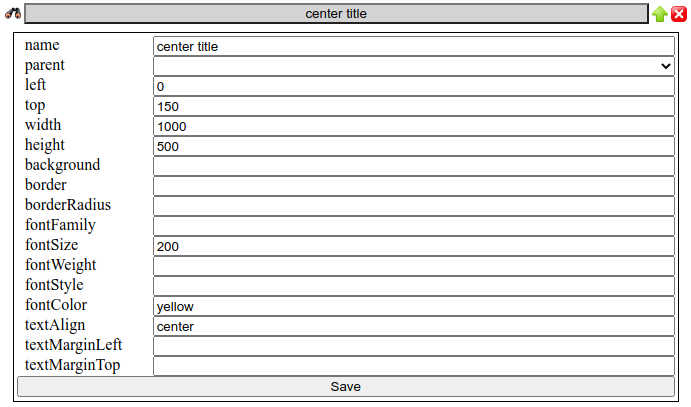 center title
name center title
parent
left 0
top 150
width 1000
height 500
background
border
borderRadius
fontFamily
fontSize 200
fontWeight
fontStyle
fontColor yellow
textAlign center
textMarginLeft
textMarginTop
Save